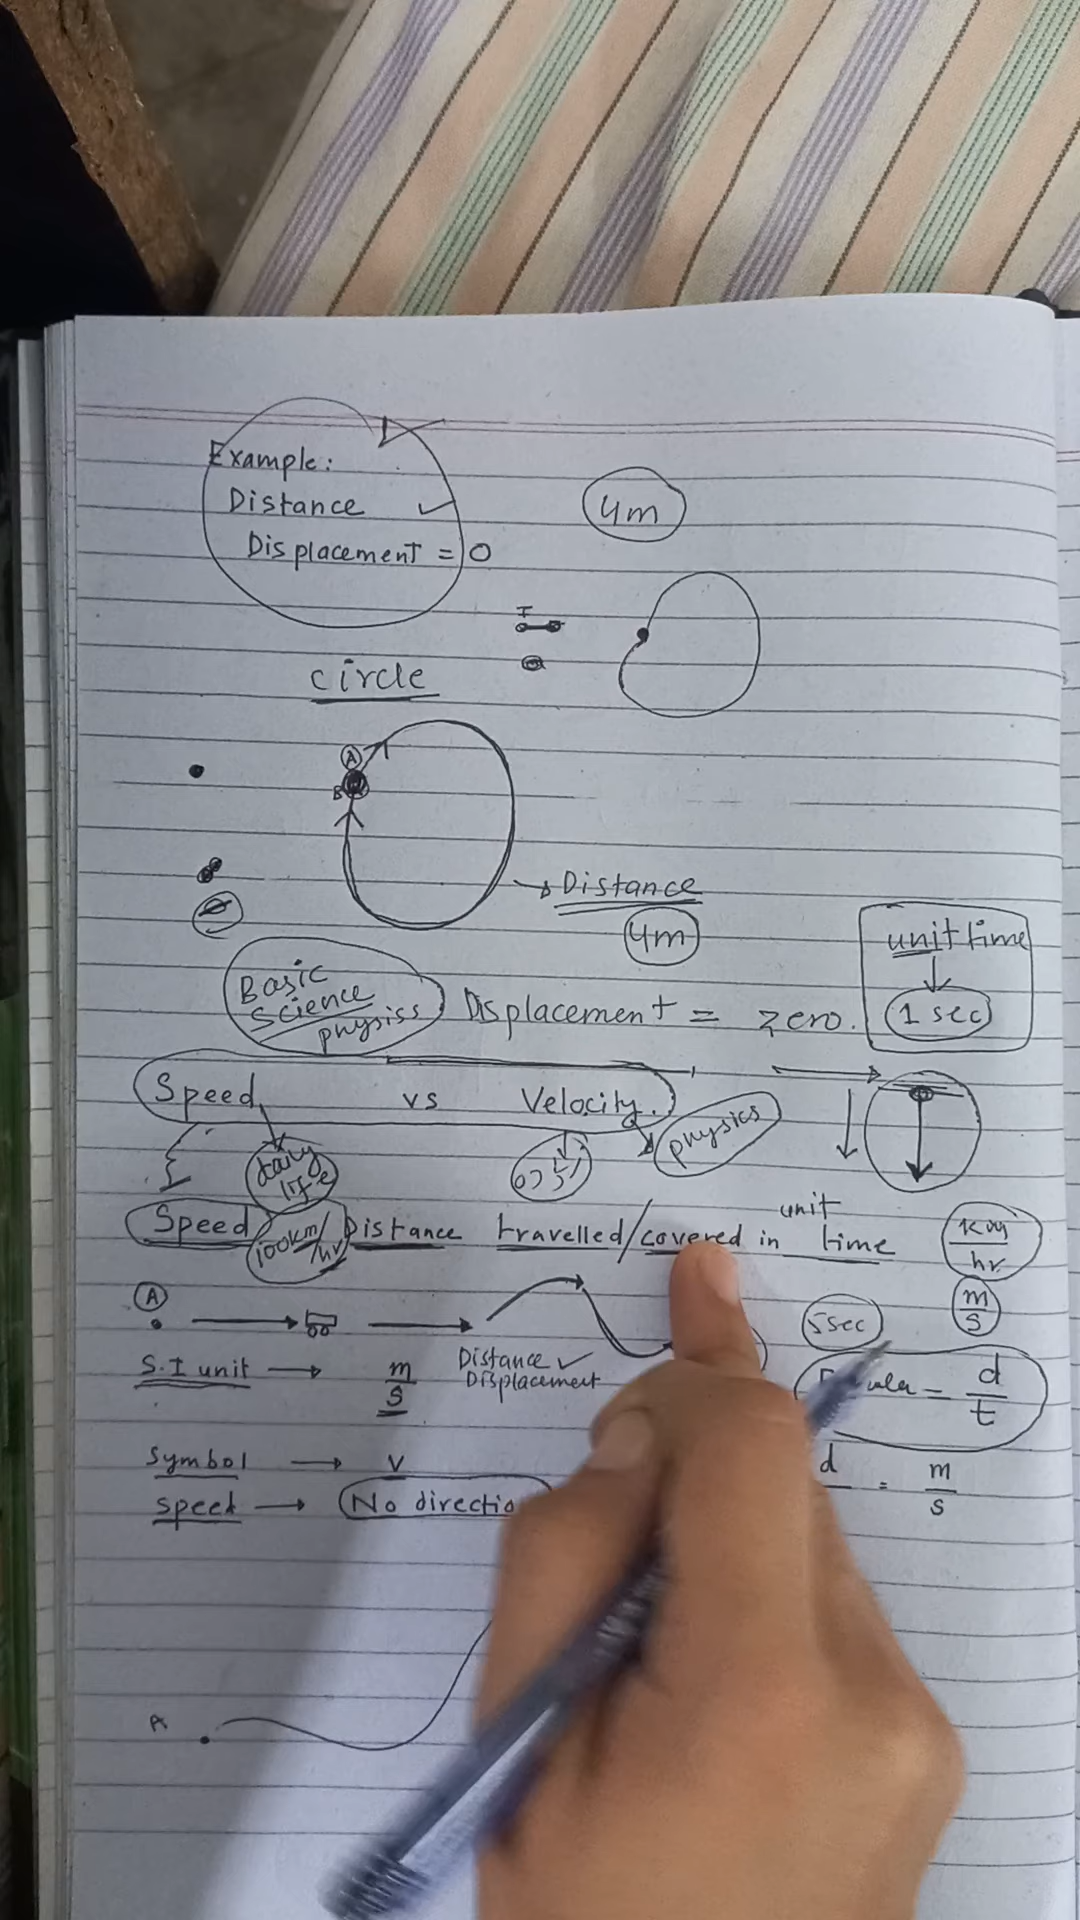 Example:
Distance
Displacement = 0
4m
I
circle
A
B
Distance
4m
unit time
1 sec
Basic
Science
physiss
Displacement = zero.
Speed vs Velocity.
daily
life
physics
Speed
100km/
hr
Distance travelled/covered in unit time
km
hr
A
m
s
5sec
S.I unit → m
s
Distance ✓
Displacement
= d
t
Symbol → v
d = m
s
speed → No directio
A